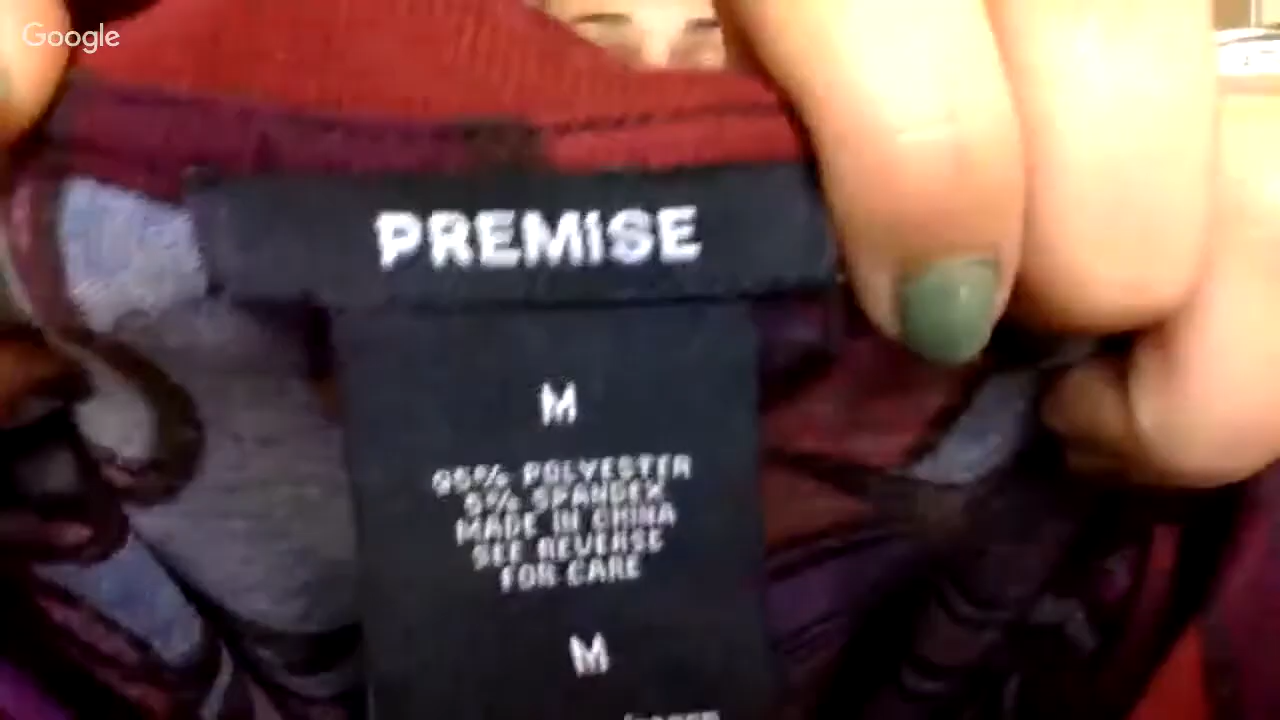 Google
PREMISE
M
95% POLYESTER
5% SPANDEX
MADE IN CHINA
SEE REVERSE
FOR CARE
M